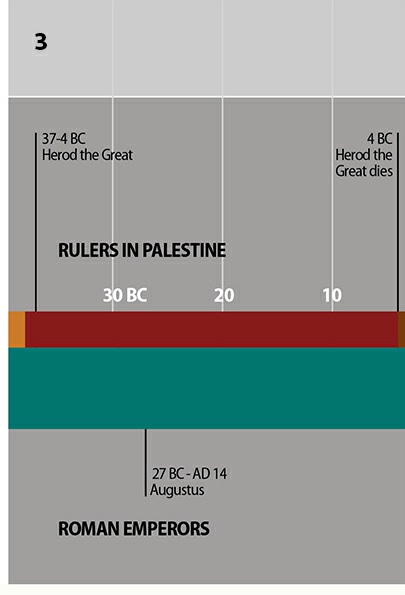 3
37-4 BC
Herod the Great
4 BC
Herod the
Great dies
RULERS IN PALESTINE
30 BC
20
10
27 BC - AD 14
Augustus
ROMAN EMPERORS